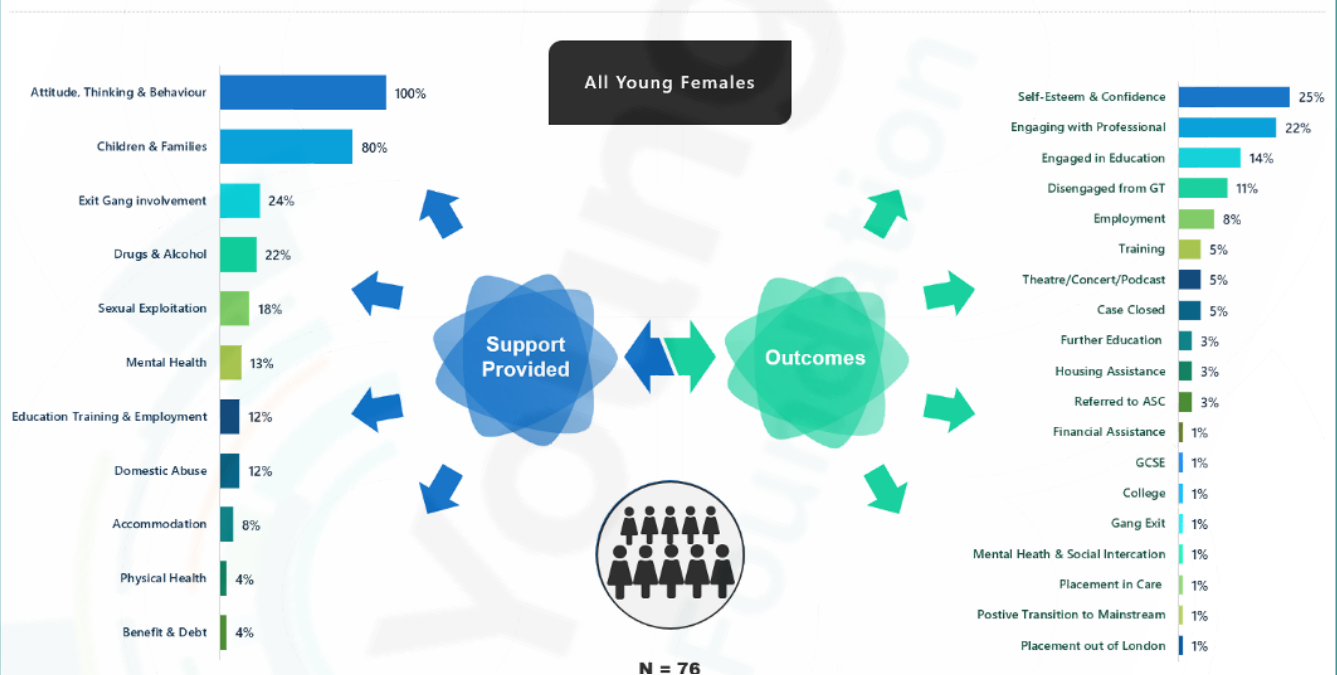 All Young Females
Attitude, Thinking & Behaviour 100%
Children & Families 80%
Exit Gang involvement 24%
Drugs & Alcohol 22%
Sexual Exploitation 18%
Mental Health 13%
Education Training & Employment 12%
Domestic Abuse 12%
Accommodation 8%
Physical Health 4%
Benefit & Debt 4%
Support
Provided
Outcomes
N = 76
Self-Esteem & Confidence 25%
Engaging with Professional 22%
Engaged in Education 14%
Disengaged from GT 11%
Employment 8%
Training 5%
Theatre/Concert/Podcast 5%
Case Closed 5%
Further Education 3%
Housing Assistance 3%
Referred to ASC 3%
Financial Assistance 1%
GCSE 1%
College 1%
Gang Exit 1%
Mental Heath & Social Intercation 1%
Placement in Care 1%
Postive Transition to Mainstream 1%
Placement out of London 1%
Young
Foundation